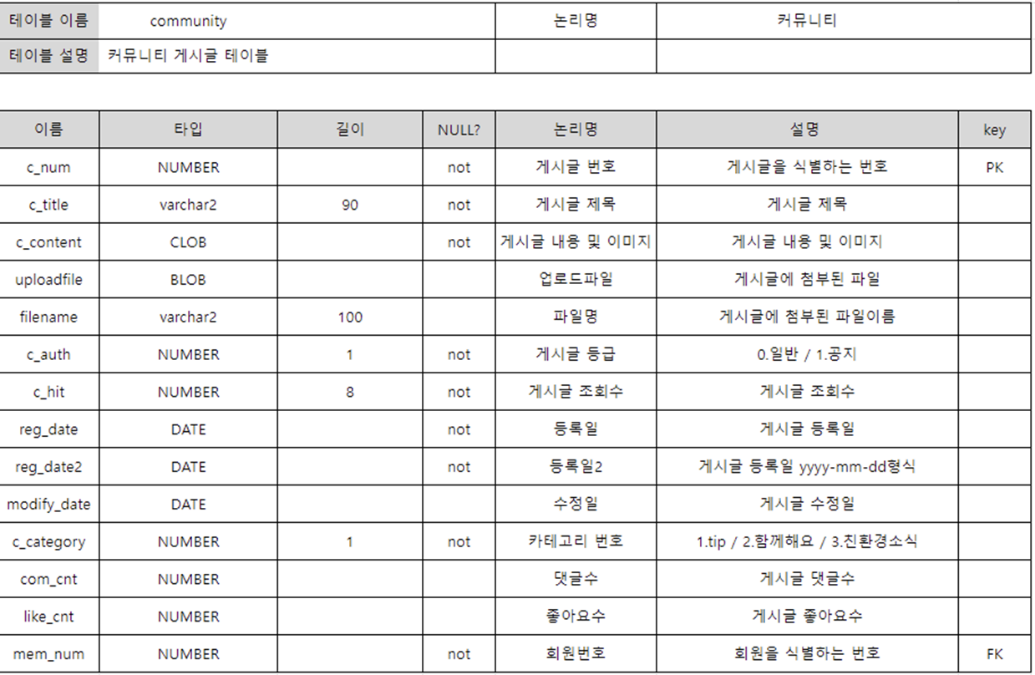 테이블 이름 community 논리명 커뮤니티
테이블 설명 커뮤니티 게시글 테이블
이름 타입 길이 NULL? 논리명 설명 key
c_num NUMBER not 게시글 번호 게시글을 식별하는 번호 PK
c_title varchar2 90 not 게시글 제목 게시글 제목
c_content CLOB not 게시글 내용 및 이미지 게시글 내용 및 이미지
uploadfile BLOB 업로드파일 게시글에 첨부된 파일
filename varchar2 100 파일명 게시글에 첨부된 파일이름
c_auth NUMBER 1 not 게시글 등급 0.일반 / 1.공지
c_hit NUMBER 8 not 게시글 조회수 게시글 조회수
reg_date DATE not 등록일 게시글 등록일
reg_date2 DATE not 등록일2 게시글 등록일 yyyy-mm-dd형식
modify_date DATE 수정일 게시글 수정일
c_category NUMBER 1 not 카테고리 번호 1.tip / 2.함께해요 / 3.친환경소식
com_cnt NUMBER 댓글수 게시글 댓글수
like_cnt NUMBER 좋아요수 게시글 좋아요수
mem_num NUMBER not 회원번호 회원을 식별하는 번호 FK